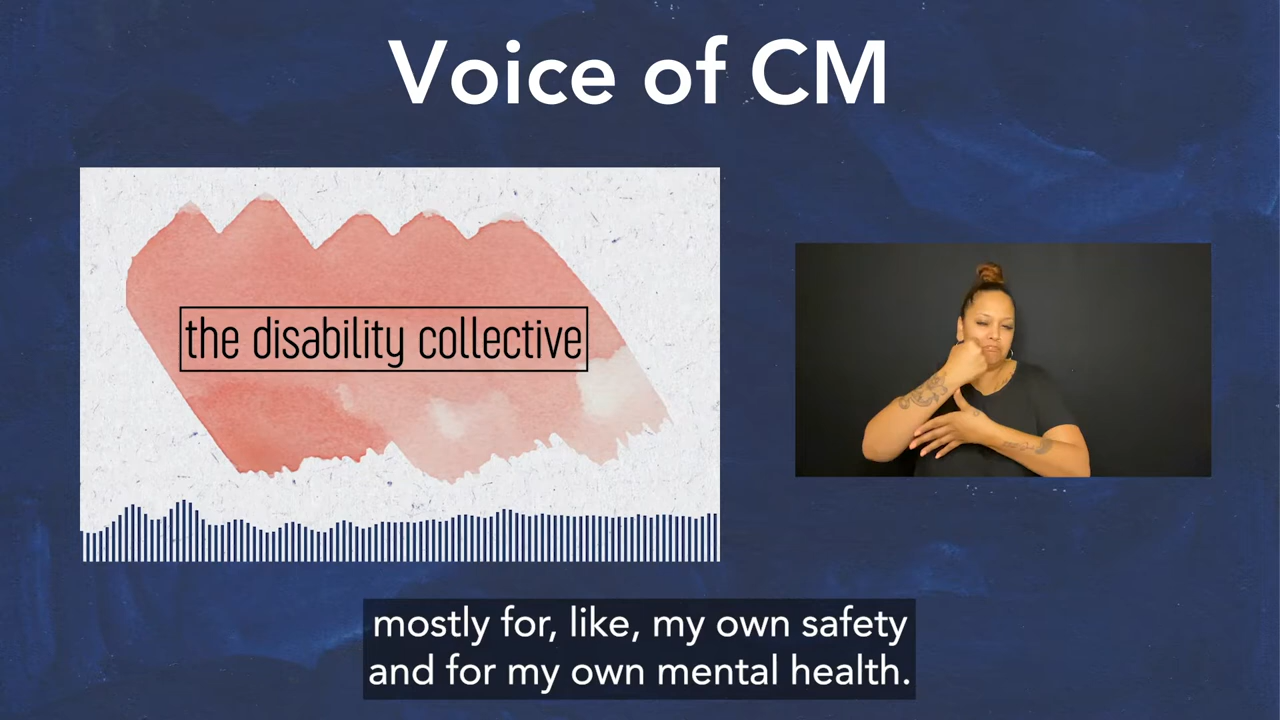 Voice of CM
the disability collective
mostly for, like, my own safety
and for my own mental health.